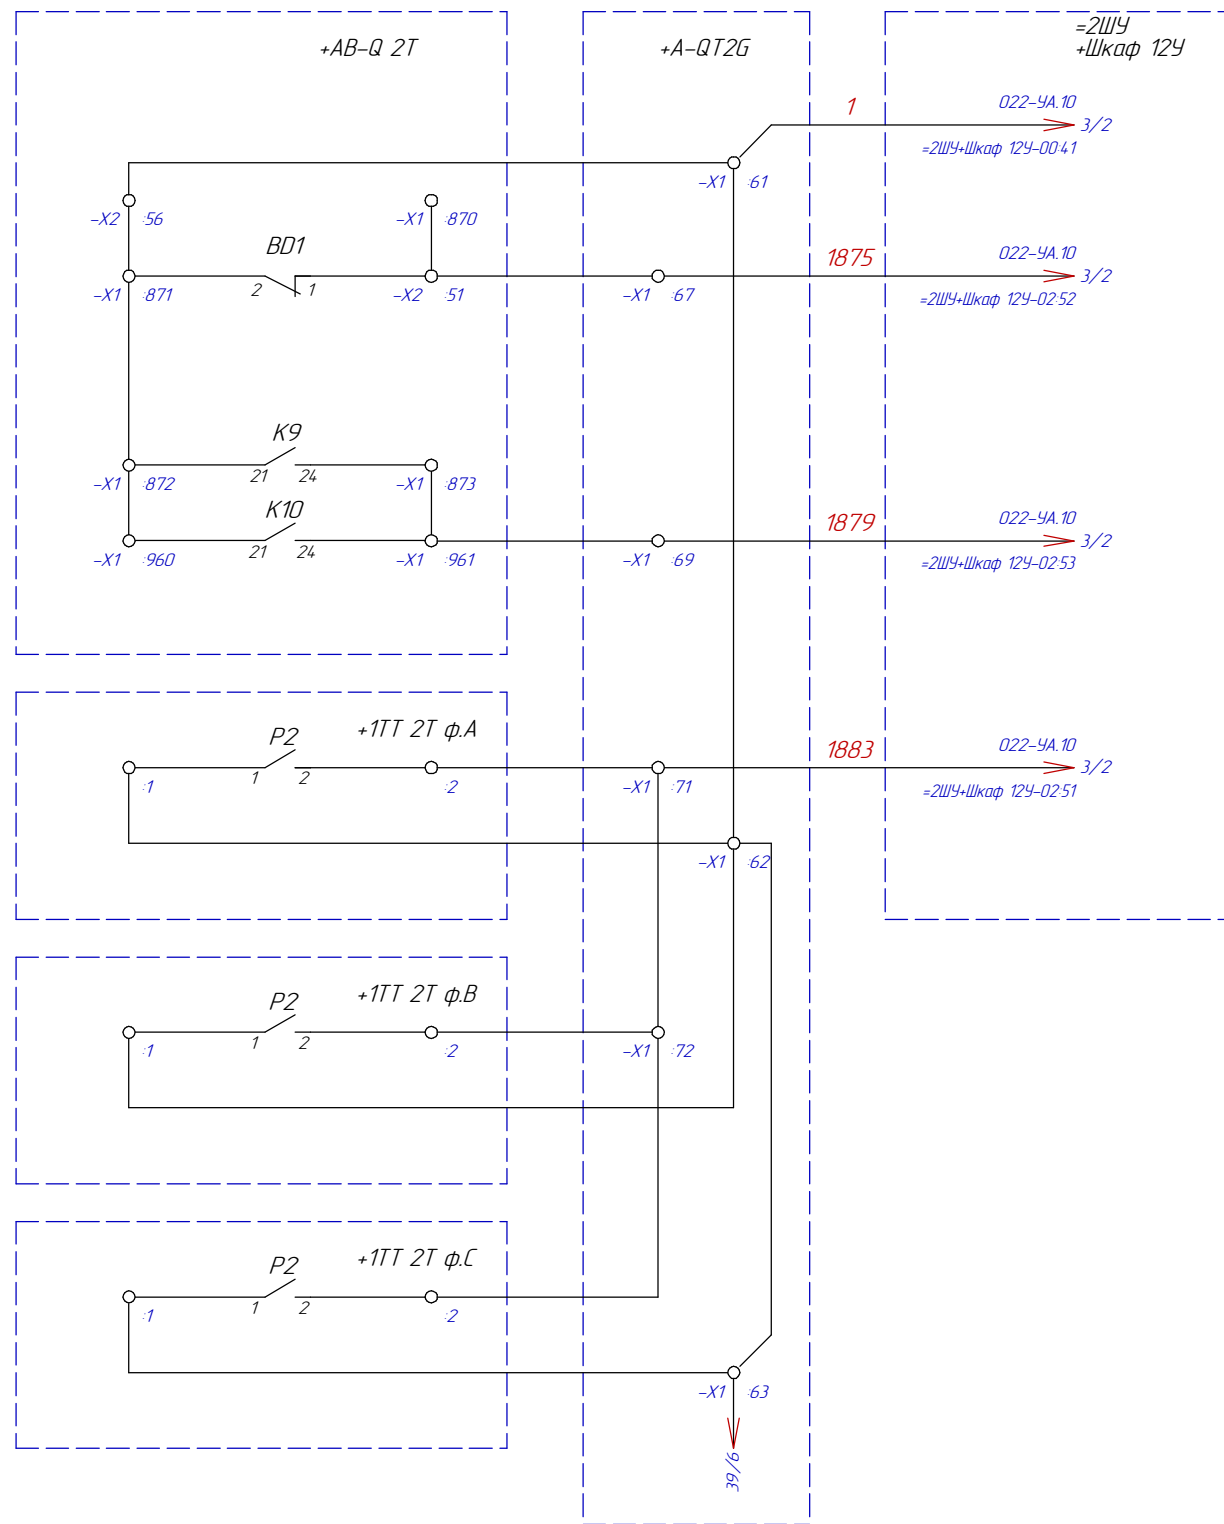 +АВ-Q 2Т
+А-QT2G
=2ШУ
+Шкаф 12У
1
022-УА.10
3/2
=2ШУ+Шкаф 12У-00:41
-X1 :61
-X2 :56
-X1 :870
BD1
2 1
-X1 :871
-X2 :51
-X1 :67
1875
022-УА.10
3/2
=2ШУ+Шкаф 12У-02:52
K9
21 24
-X1 :872
-X1 :873
K10
21 24
-X1 :960
-X1 :961
-X1 :69
1879
022-УА.10
3/2
=2ШУ+Шкаф 12У-02:53
P2
+1ТТ 2Т ф.А
1 2
:1
:2
-X1 :71
1883
022-УА.10
3/2
=2ШУ+Шкаф 12У-02:51
-X1 :62
P2
+1ТТ 2Т ф.В
1 2
:1
:2
-X1 :72
P2
+1ТТ 2Т ф.С
1 2
:1
:2
-X1 :63
39/6